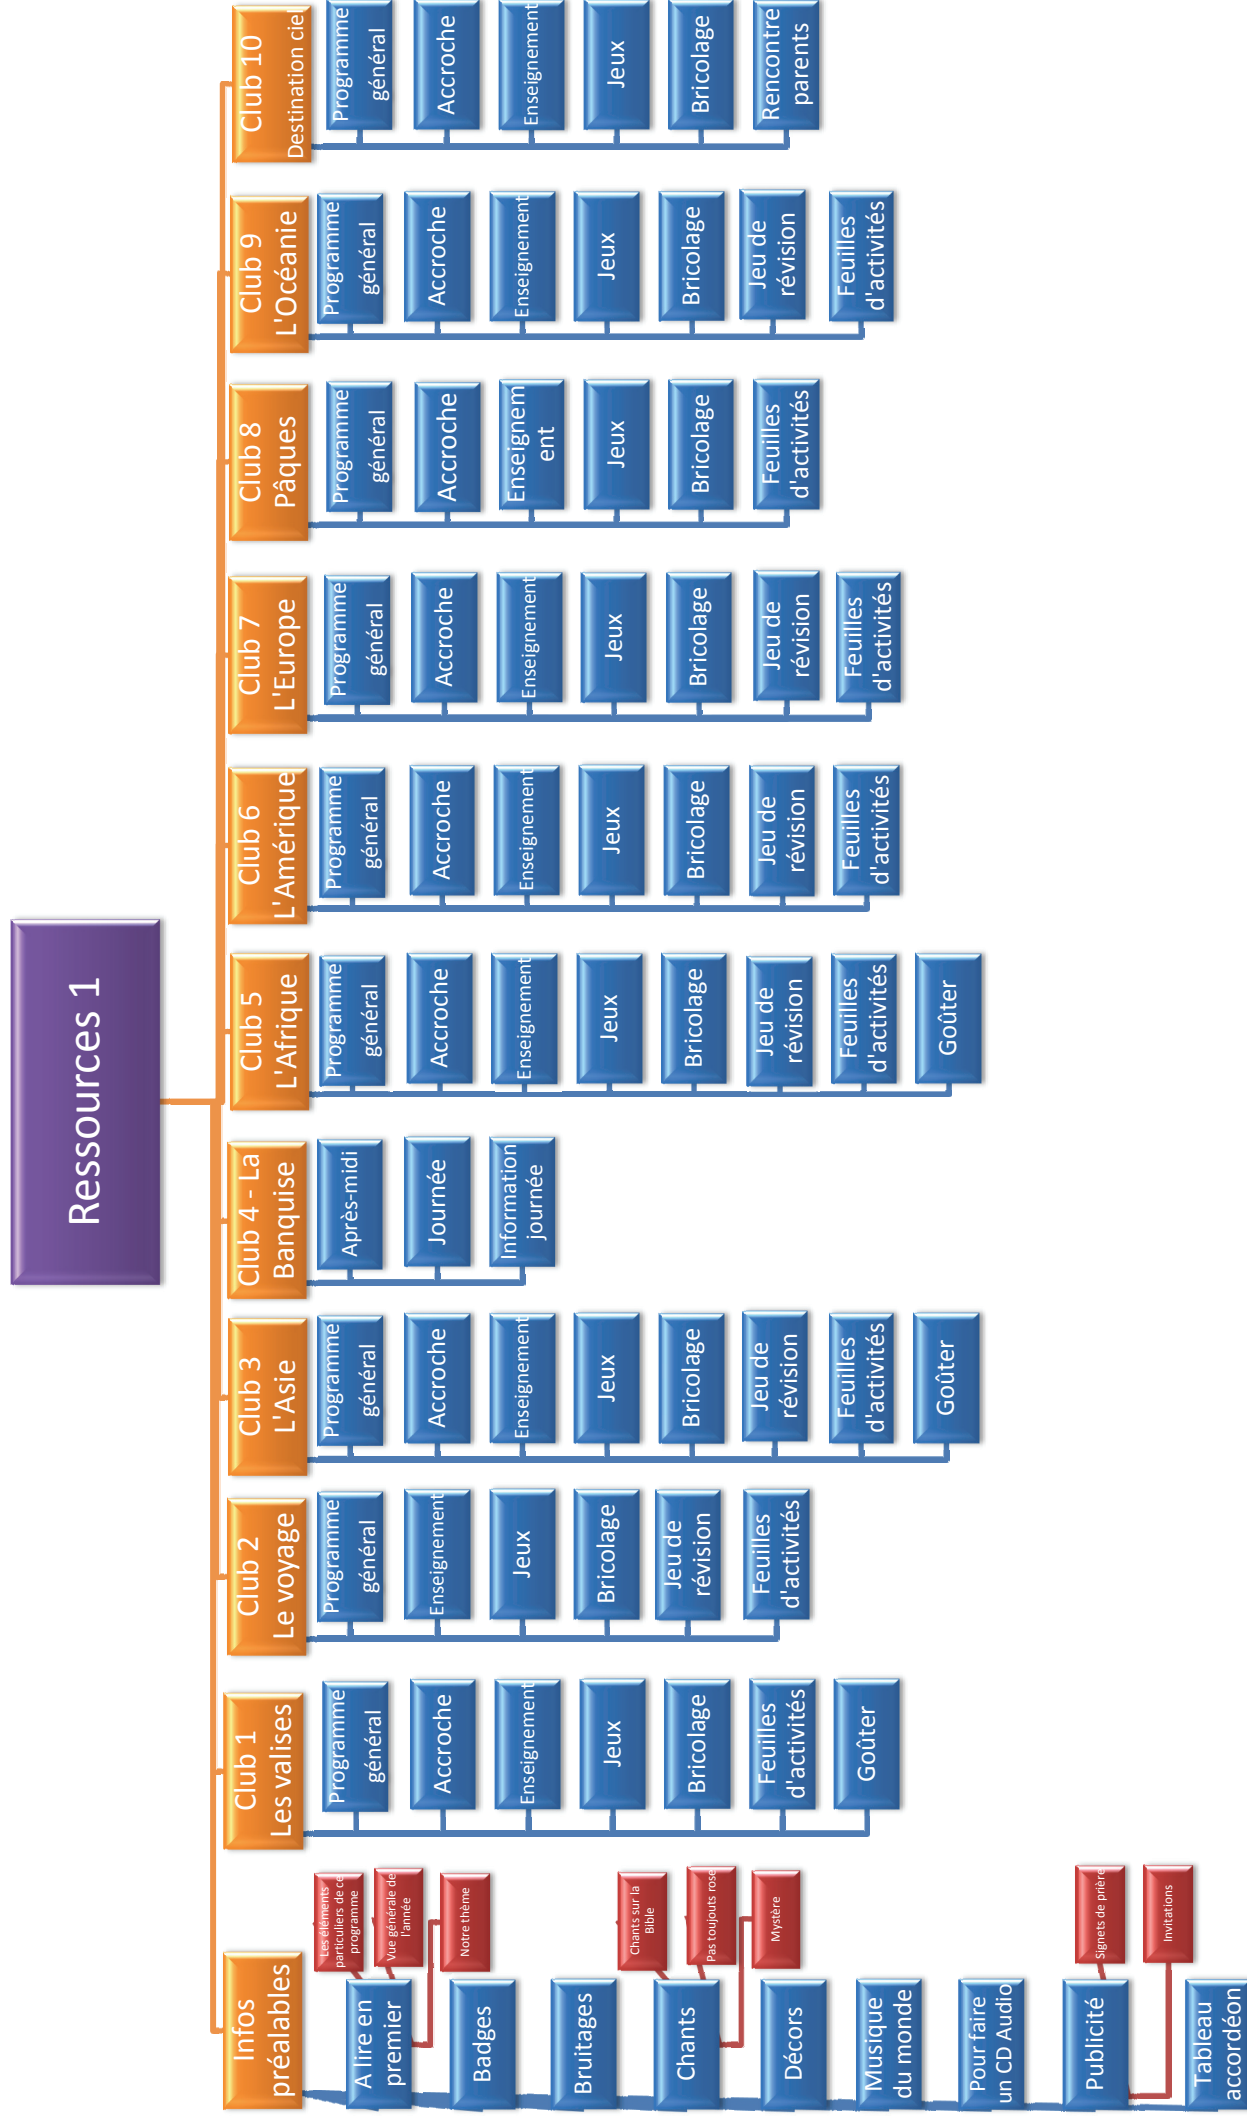 Ressources 1
Infos
préalables
A lire en
premier
Les éléments
particuliers de ce
programme
Vue générale de
l'année
Notre thème
Badges
Bruitages
Chants
Chants sur la
Bible
Pas toujouts rose
Mystère
Décors
Musique
du monde
Pour faire
un CD Audio
Publicité
Signets de prière
Invitations
Tableau
accordéon
Club 1
Les valises
Programme
général
Accroche
Enseignement
Jeux
Bricolage
Feuilles
d'activités
Goûter
Club 2
Le voyage
Programme
général
Enseignement
Jeux
Bricolage
Jeu de
révision
Feuilles
d'activités
Club 3
L'Asie
Programme
général
Accroche
Enseignement
Jeux
Bricolage
Jeu de
révision
Feuilles
d'activités
Goûter
Club 4 - La
Banquise
Après-midi
Journée
Information
journée
Club 5
L'Afrique
Programme
général
Accroche
Enseignement
Jeux
Bricolage
Jeu de
révision
Feuilles
d'activités
Goûter
Club 6
L'Amérique
Programme
général
Accroche
Enseignement
Jeux
Bricolage
Jeu de
révision
Feuilles
d'activités
Club 7
L'Europe
Programme
général
Accroche
Enseignement
Jeux
Bricolage
Jeu de
révision
Feuilles
d'activités
Club 8
Pâques
Programme
général
Accroche
Enseignem
ent
Jeux
Bricolage
Feuilles
d'activités
Club 9
L'Océanie
Programme
général
Accroche
Enseignement
Jeux
Bricolage
Jeu de
révision
Feuilles
d'activités
Club 10
Destination ciel
Programme
général
Accroche
Enseignement
Jeux
Bricolage
Rencontre
parents